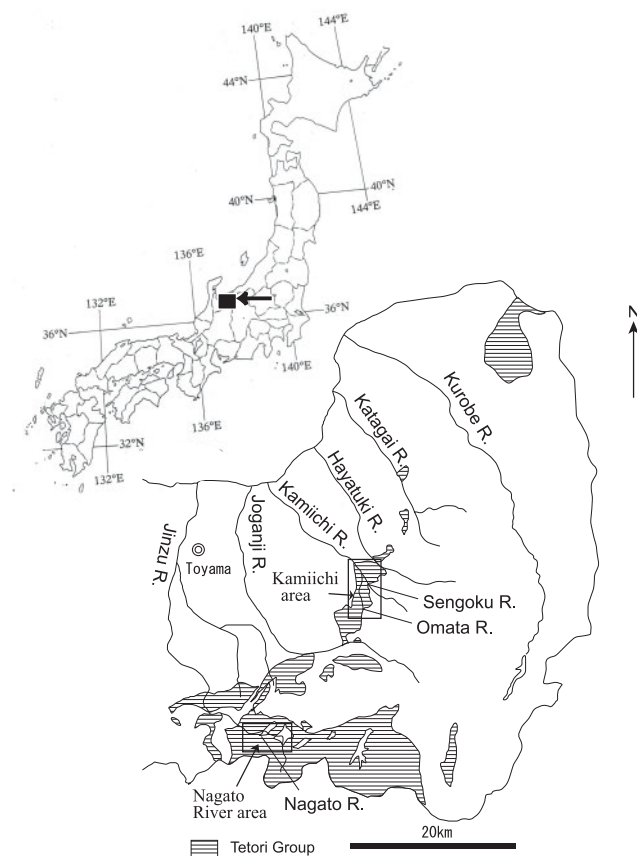 140°E
144°E
44°N
40°N
40°N
144°E
136°E
132°E
36°N
36°N
140°E
136°E
32°N
132°E
N
Kurobe R.
Katagai R.
Hayatuki R.
Kamiichi R.
Joganji R.
Jinzu R.
Toyama
Kamiichi
area
Sengoku R.
Omata R.
Nagato
River area
Nagato R.
Tetori Group
20km